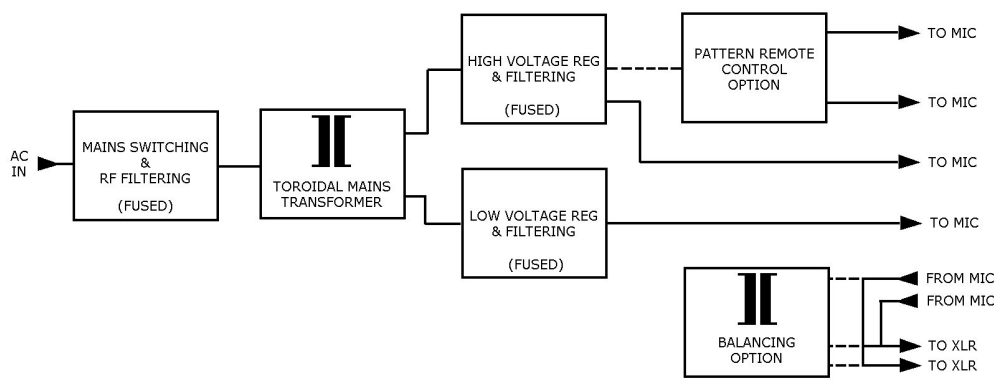 AC
IN
MAINS SWITCHING
&
RF FILTERING
(FUSED)
TOROIDAL MAINS
TRANSFORMER
HIGH VOLTAGE REG
& FILTERING
(FUSED)
LOW VOLTAGE REG
& FILTERING
(FUSED)
PATTERN REMOTE
CONTROL
OPTION
TO MIC
TO MIC
TO MIC
TO MIC
BALANCING
OPTION
FROM MIC
FROM MIC
TO XLR
TO XLR